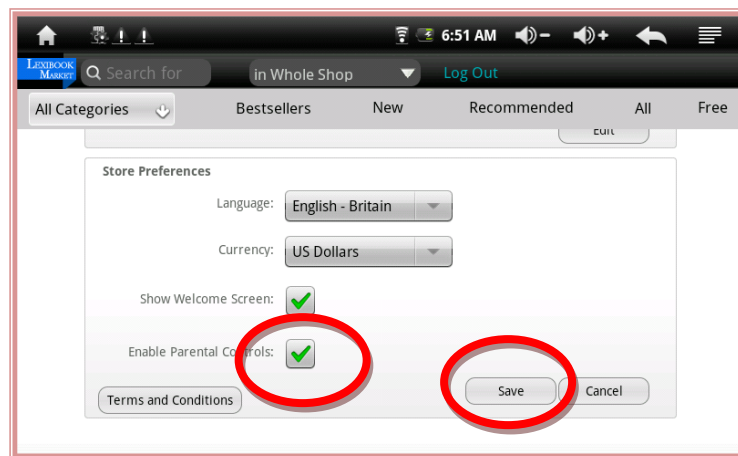 6:51 AM
LEXIBOOK
MARKET
Search for
in Whole Shop
Log Out
All Categories
Bestsellers
New
Recommended
All
Free
Edit
Store Preferences
Language:
English - Britain
Currency:
US Dollars
Show Welcome Screen:
Enable Parental Controls:
Terms and Conditions
Save
Cancel